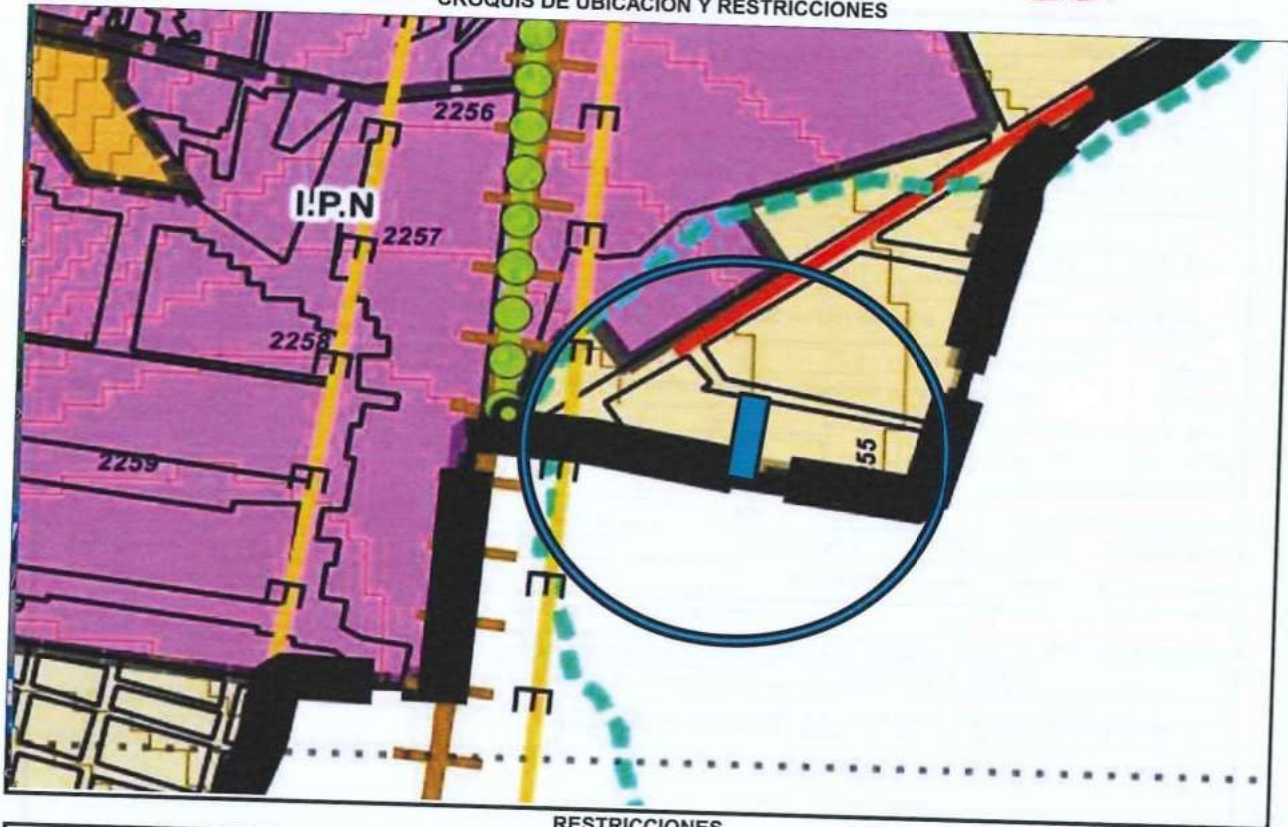 CROQUIS DE UBICACIÓN Y RESTRICCIONES
2256
I.P.N
2257
2258
2259
55
RESTRICCIONES